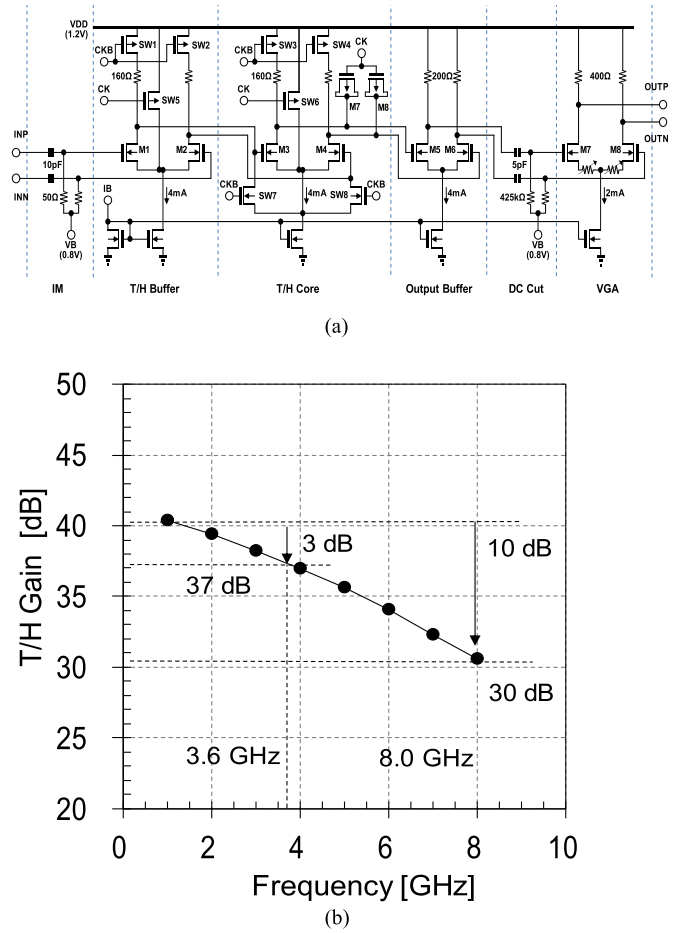 VDD
(1.2V)
CKB SW1 SW2 CKB SW3 SW4 CK
160Ω 160Ω 200Ω 400Ω
CK SW5 CK SW6 M7 M8 OUTP
OUTN
INP M1 M2 M3 M4 M5 M6 M7 M8
10pF 5pF
INN CKB SW7 SW8 CKB
50Ω IB 4mA 4mA 4mA 425kΩ 2mA
VB
(0.8V)
VB
(0.8V)
IM T/H Buffer T/H Core Output Buffer DC Cut VGA
(a)
50
45
40
35
30
25
20
T/H Gain [dB]
3 dB
10 dB
37 dB
30 dB
3.6 GHz
8.0 GHz
0 2 4 6 8 10
Frequency [GHz]
(b)